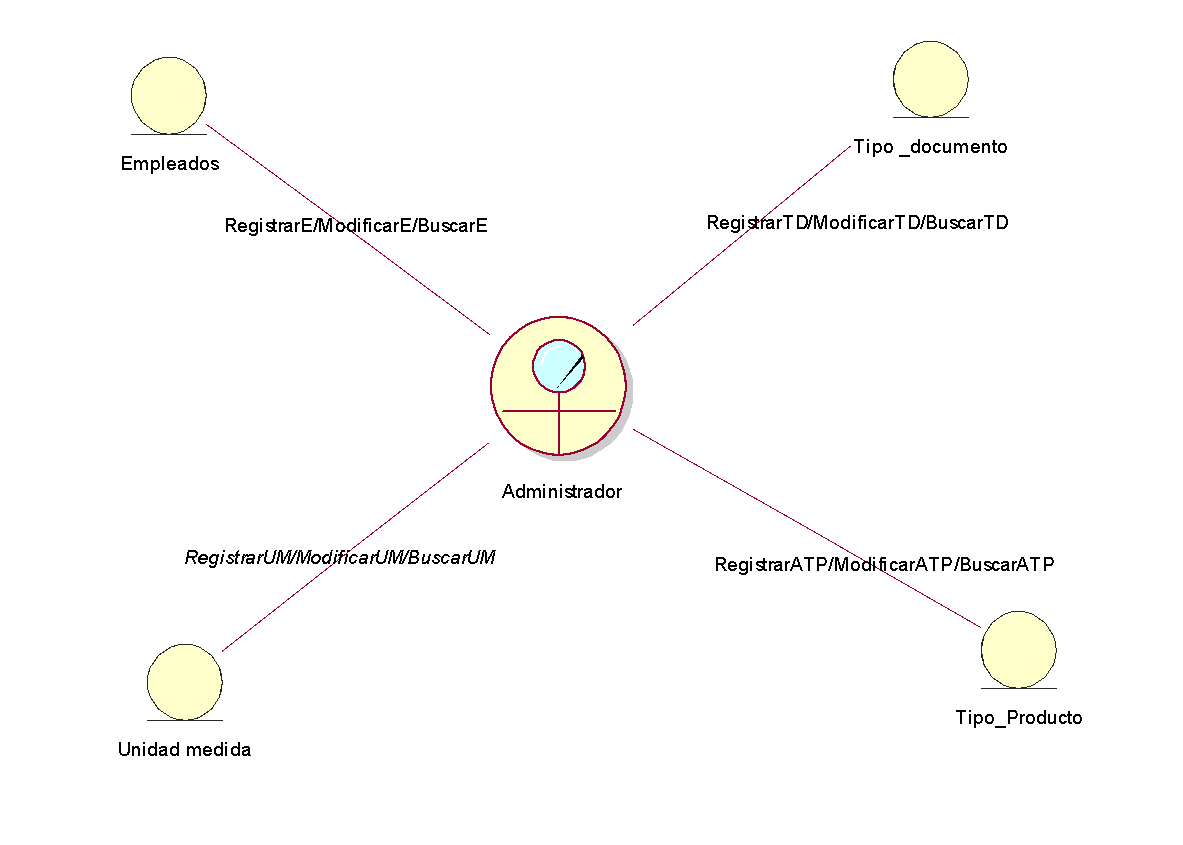 Tipo _documento
Empleados
RegistrarTD/ModificarTD/BuscarTD
RegistrarE/ModificarE/BuscarE
Administrador
RegistrarUM/ModificarUM/BuscarUM
RegistrarATP/ModificarATP/BuscarATP
Tipo_Producto
Unidad medida